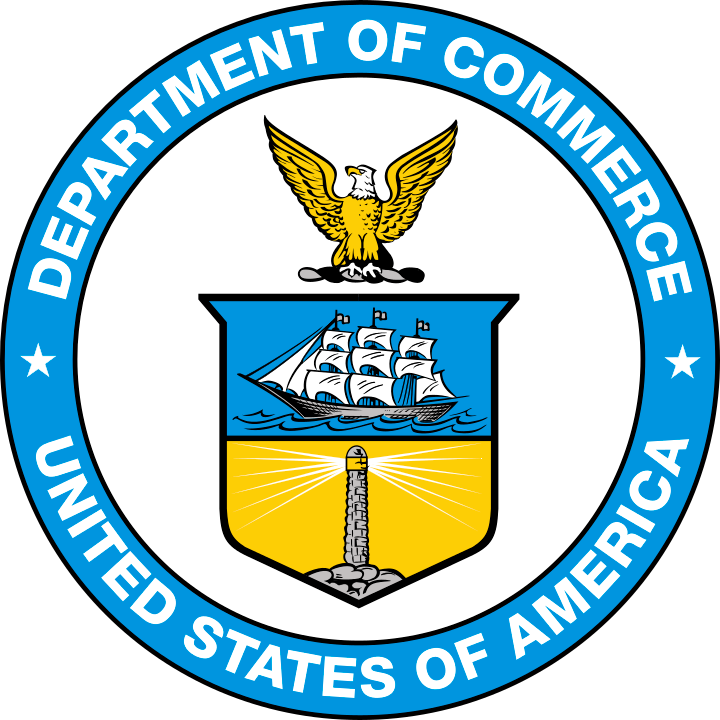 DEPARTMENT OF COMMERCE
UNITED STATES OF AMERICA